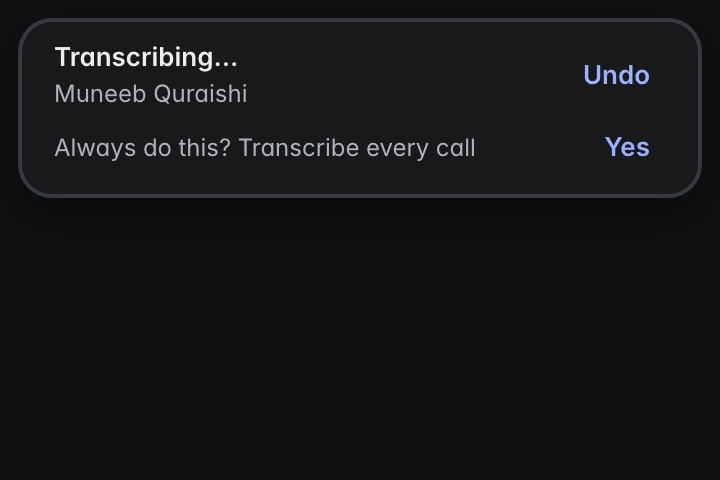 Transcribing...
Muneeb Quraishi
Undo
Always do this? Transcribe every call
Yes